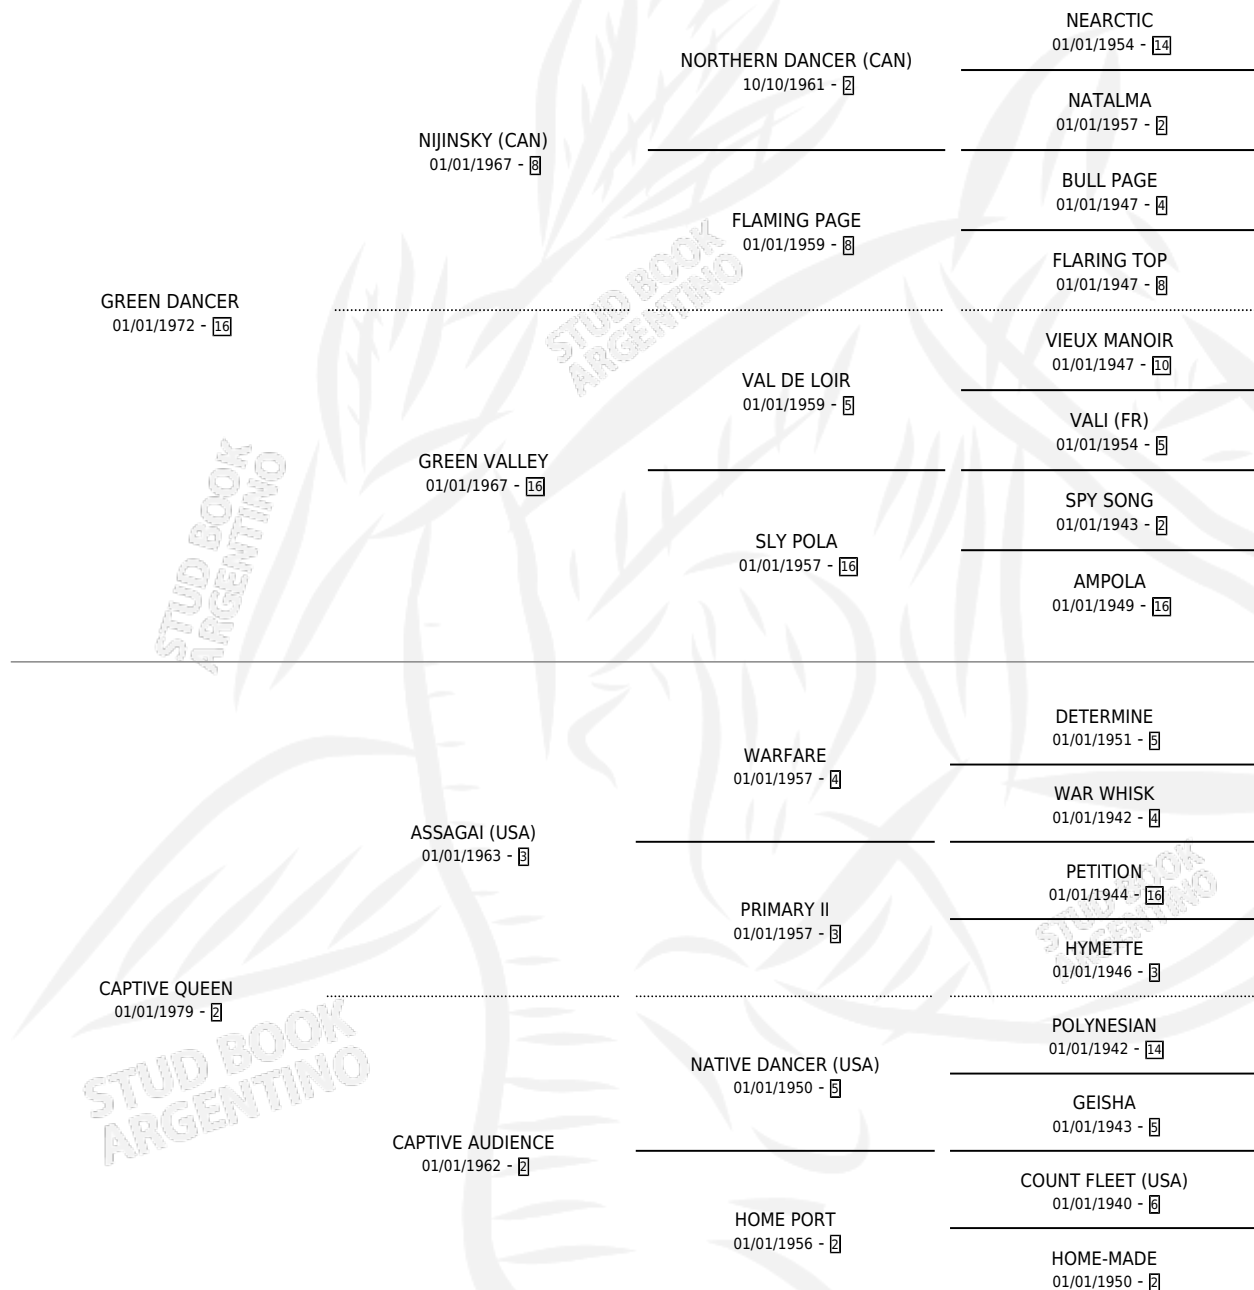 NEARCTIC
01/01/1954 - 14
NORTHERN DANCER (CAN)
10/10/1961 - 2
NATALMA
01/01/1957 - 2
NIJINSKY (CAN)
01/01/1967 - 8
BULL PAGE
01/01/1947 - 4
FLAMING PAGE
01/01/1959 - 8
FLARING TOP
01/01/1947 - 8
GREEN DANCER
01/01/1972 - 16
STUD BOOK
ARGENTINO
VIEUX MANOIR
01/01/1947 - 10
VAL DE LOIR
01/01/1959 - 5
VALI (FR)
01/01/1954 - 5
GREEN VALLEY
01/01/1967 - 16
SPY SONG
01/01/1943 - 2
SLY POLA
01/01/1957 - 16
AMPOLA
01/01/1949 - 16
STUD BOOK
ARGENTINO
DETERMINE
01/01/1951 - 5
WARFARE
01/01/1957 - 4
WAR WHISK
01/01/1942 - 4
ASSAGAI (USA)
01/01/1963 - 3
PETITION
01/01/1944 - 16
PRIMARY II
01/01/1957 - 3
HYMETTE
01/01/1946 - 3
STUD BOOK
ARGENTINO
CAPTIVE QUEEN
01/01/1979 - 2
POLYNESIAN
01/01/1942 - 14
NATIVE DANCER (USA)
01/01/1950 - 5
GEISHA
01/01/1943 - 5
STUD BOOK
ARGENTINO
CAPTIVE AUDIENCE
01/01/1962 - 2
COUNT FLEET (USA)
01/01/1940 - 6
HOME PORT
01/01/1956 - 2
HOME-MADE
01/01/1950 - 2